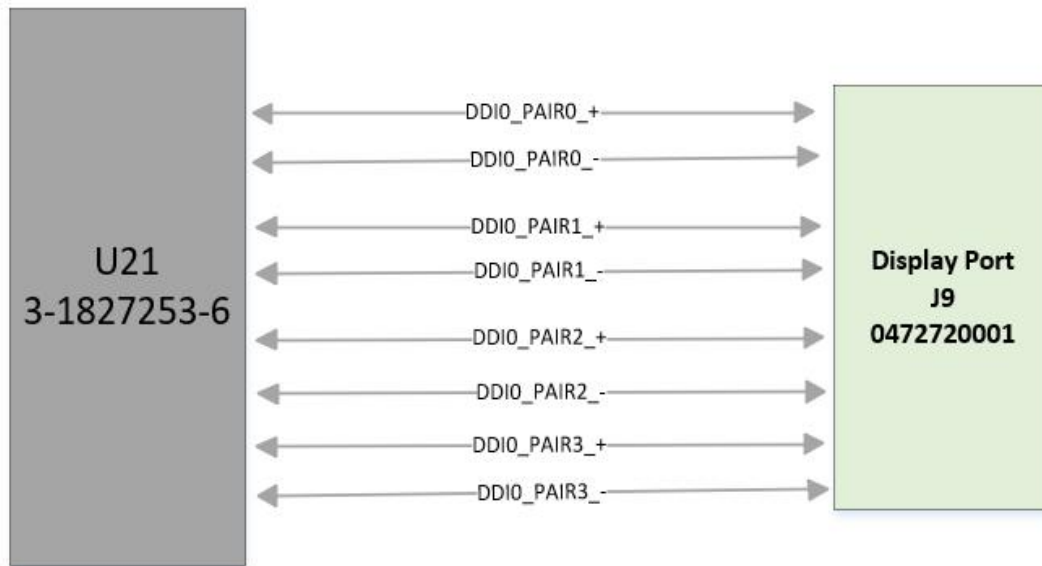 U21
3-1827253-6
DDI0_PAIR0_+
DDI0_PAIR0_-
DDI0_PAIR1_+
DDI0_PAIR1_-
DDI0_PAIR2_+
DDI0_PAIR2_-
DDI0_PAIR3_+
DDI0_PAIR3_-
Display Port
J9
0472720001